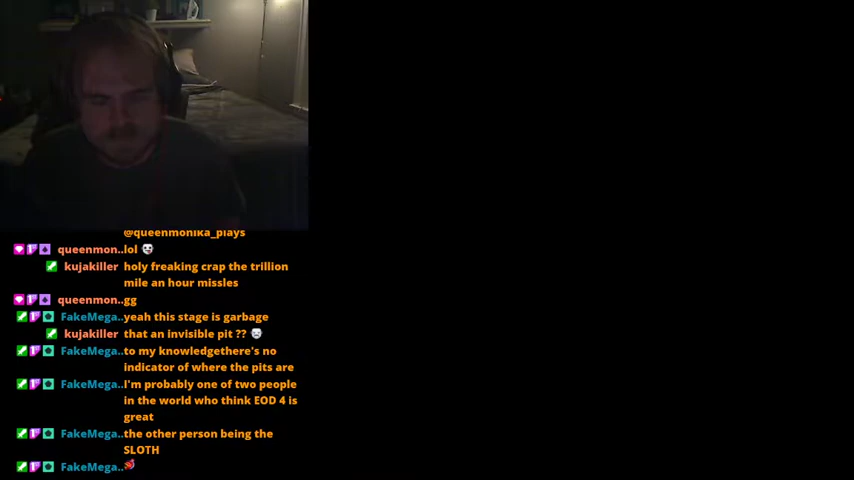 @queenmonika_plays
queenmon..lol
kujakiller holy freaking crap the trillion
mile an hour missles
queenmon..gg
FakeMega..yeah this stage is garbage
kujakiller that an invisible pit ??
FakeMega..to my knowledgethere's no
indicator of where the pits are
FakeMega..I'm probably one of two people
in the world who think EOD 4 is
great
FakeMega..the other person being the
SLOTH
FakeMega..